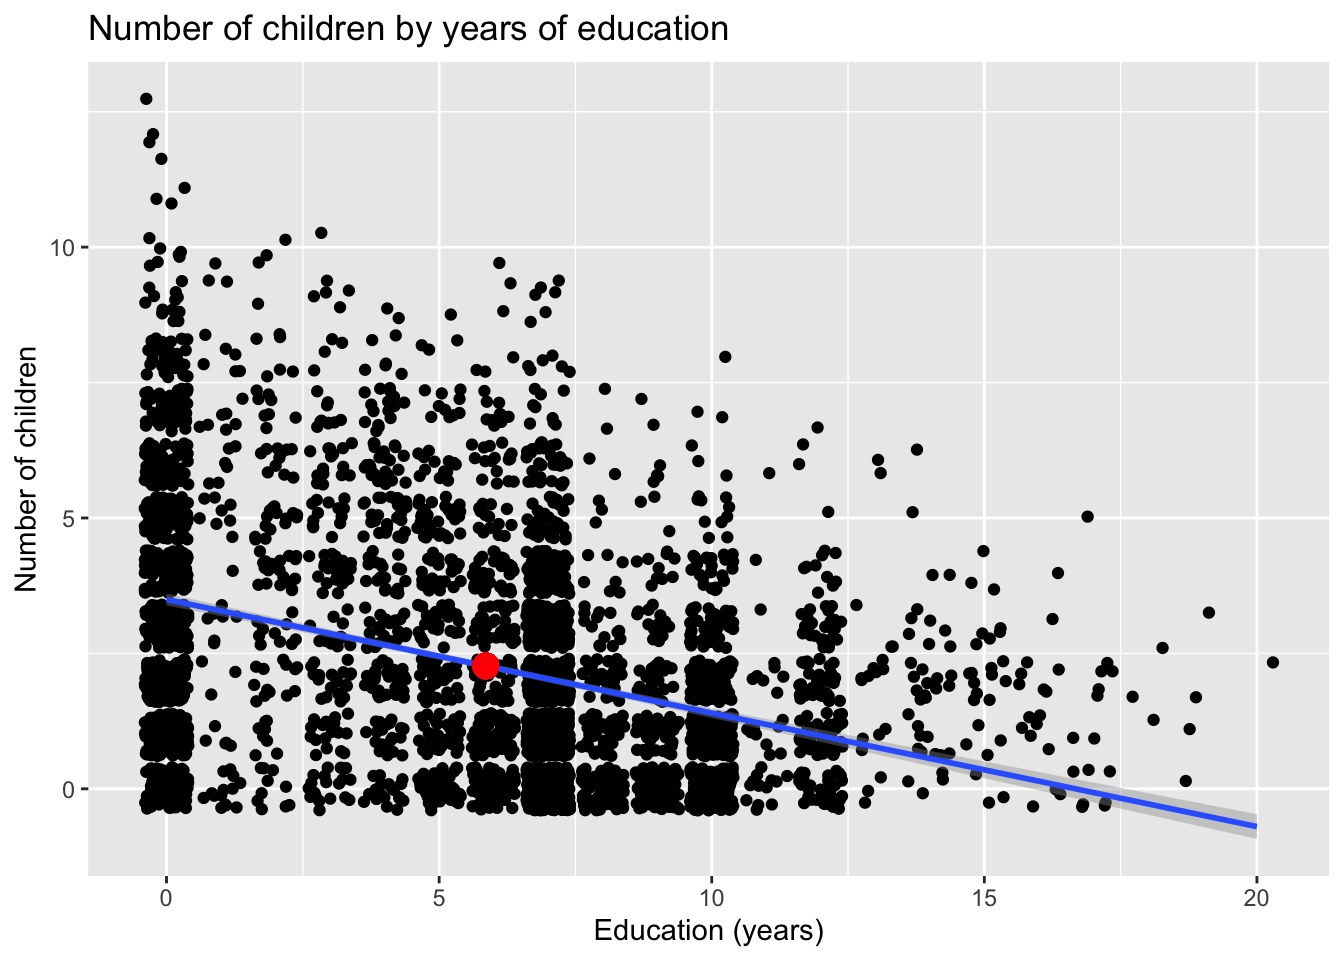 Number of children by years of education
Number of children
10
5
0
0 5 10 15 20
Education (years)